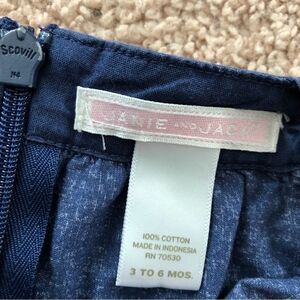 Scovill
JANIE AND JACK
100% COTTON
MADE IN INDONESIA
RN 70530
3 TO 6 MOS.